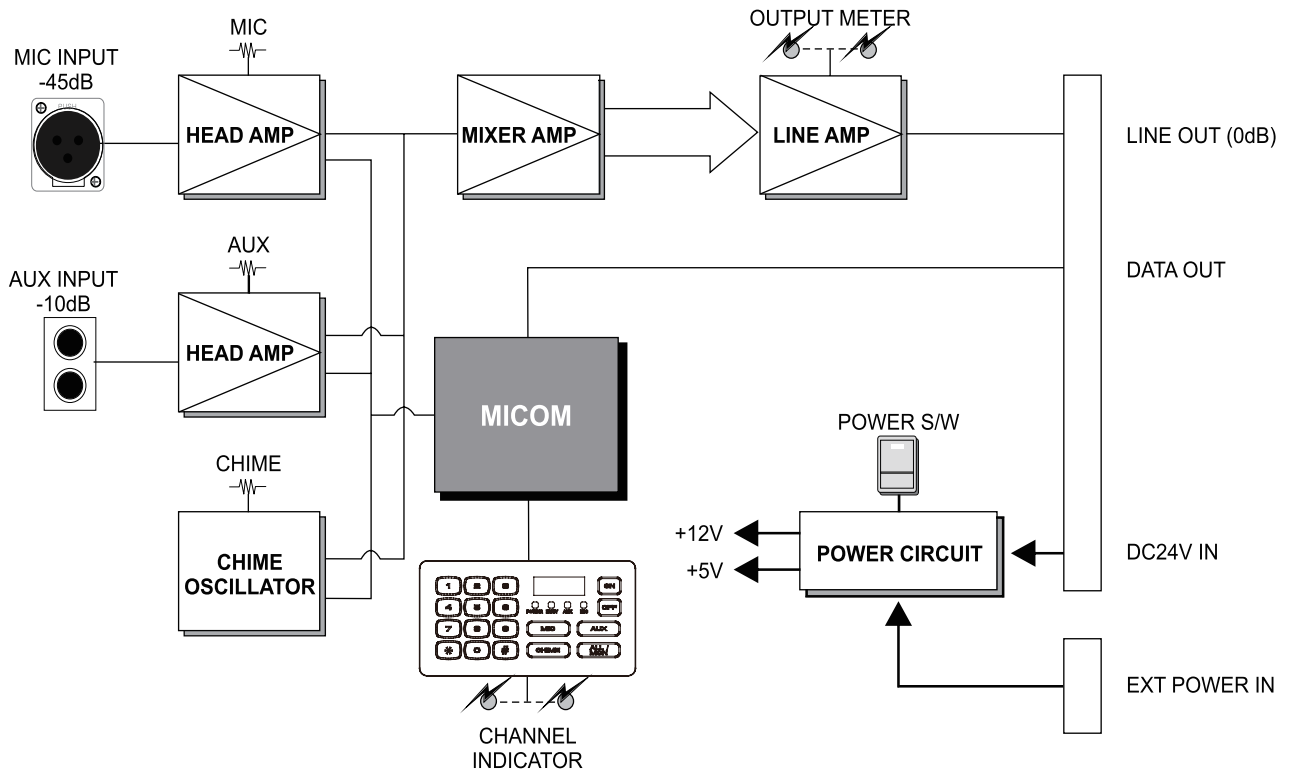 OUTPUT METER
MIC
MIC INPUT
-45dB
PUSH
HEAD AMP
MIXER AMP
LINE AMP
LINE OUT (0dB)
AUX
AUX INPUT
-10dB
HEAD AMP
DATA OUT
MICOM
POWER S/W
CHIME
CHIME
OSCILLATOR
+12V
+5V
POWER CIRCUIT
DC24V IN
1 2 3 ON
4 5 6 OFF
7 8 9 MIC AUX
* 0 # CHIME
EXT POWER IN
CHANNEL
INDICATOR